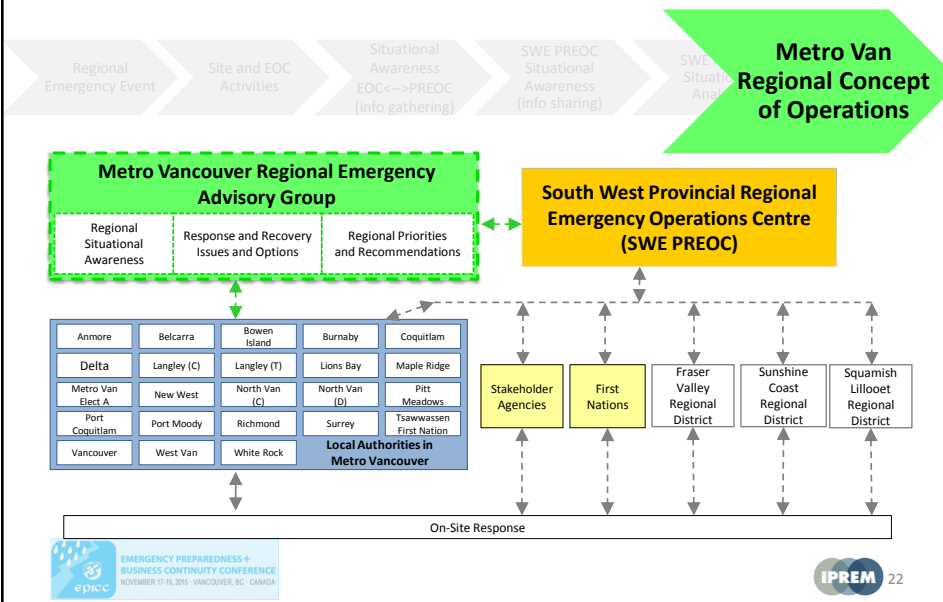 Regional
Emergency Event
Site and EOC
Activities
Situational
Awareness
EOC<-->PREOC
(info gathering)
SWE PREOC
Situational
Awareness
(info sharing)
SWE
Situati
Anal
Metro Van
Regional Concept
of Operations
Metro Vancouver Regional Emergency
Advisory Group
Regional
Situational
Awareness
Response and Recovery
Issues and Options
Regional Priorities
and Recommendations
South West Provincial Regional
Emergency Operations Centre
(SWE PREOC)
Anmore
Belcarra
Bowen
Island
Burnaby
Coquitlam
Delta
Langley (C)
Langley (T)
Lions Bay
Maple Ridge
Metro Van
Elect A
New West
North Van
(C)
North Van
(D)
Pitt
Meadows
Port
Coquitlam
Port Moody
Richmond
Surrey
Tsawwassen
First Nation
Vancouver
West Van
White Rock
Local Authorities in
Metro Vancouver
Stakeholder
Agencies
First
Nations
Fraser
Valley
Regional
District
Sunshine
Coast
Regional
District
Squamish
Lillooet
Regional
District
On-Site Response
epicc
EMERGENCY PREPAREDNESS +
BUSINESS CONTINUITY CONFERENCE
NOVEMBER 17-19, 2015 · VANCOUVER, BC · CANADA
IPREM
22